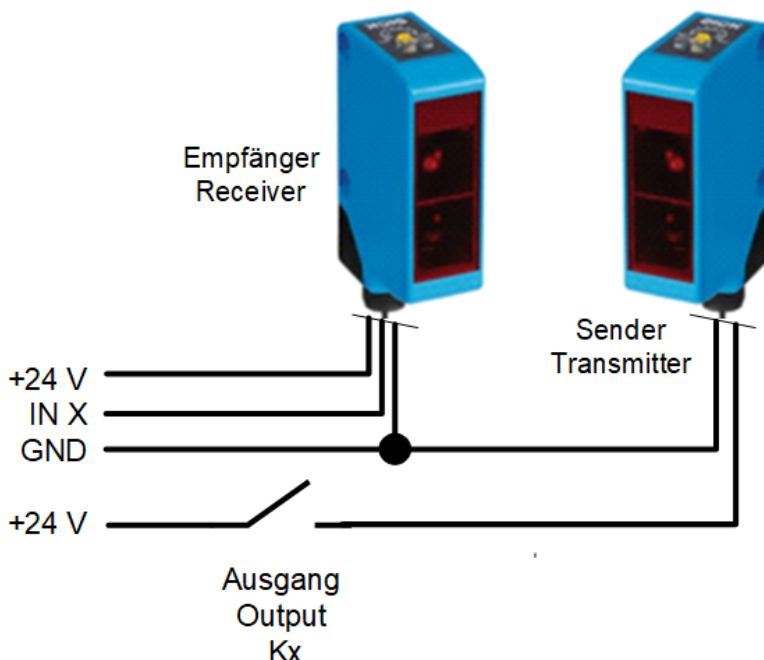 Empfänger
Receiver
Sender
Transmitter
+24 V
IN X
GND
+24 V
Ausgang
Output
Kx